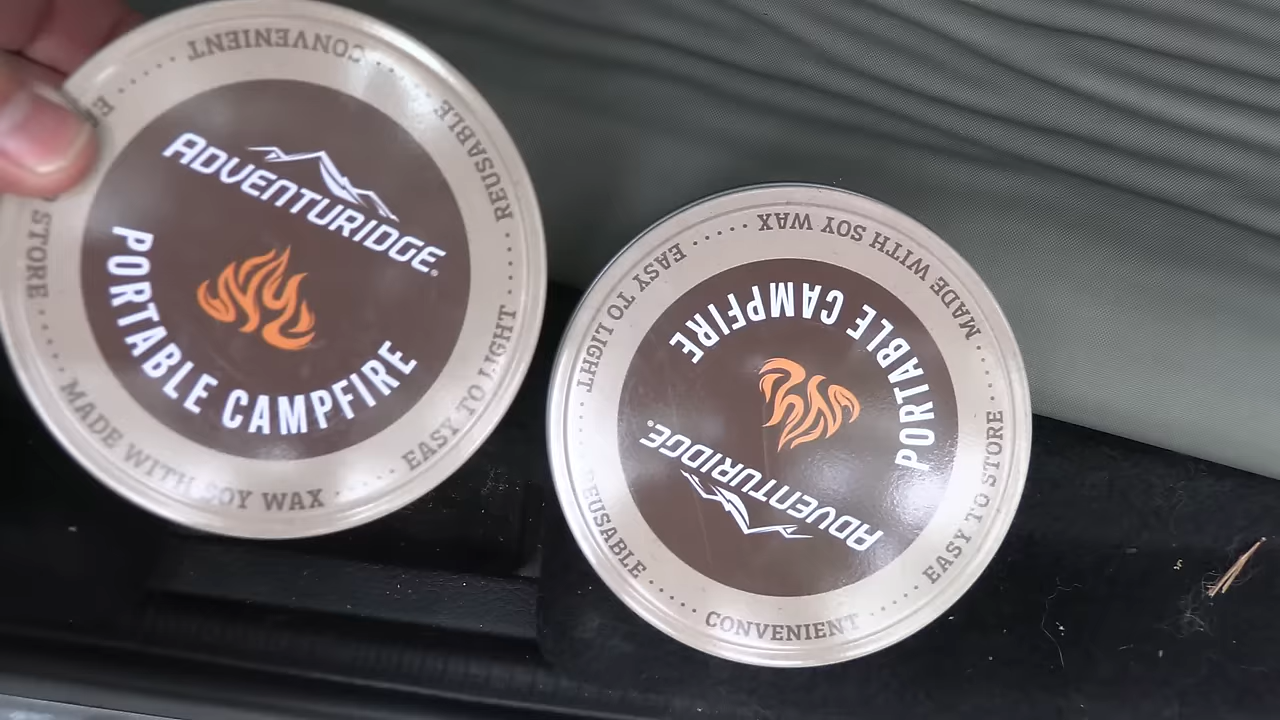 ADVENTURIDGE®
PORTABLE CAMPFIRE
CONVENIENT
REUSABLE
EASY TO LIGHT
MADE WITH SOY WAX
STORE
ADVENTURIDGE®
PORTABLE CAMPFIRE
MADE WITH SOY WAX
EASY TO STORE
CONVENIENT
REUSABLE
EASY TO LIGHT